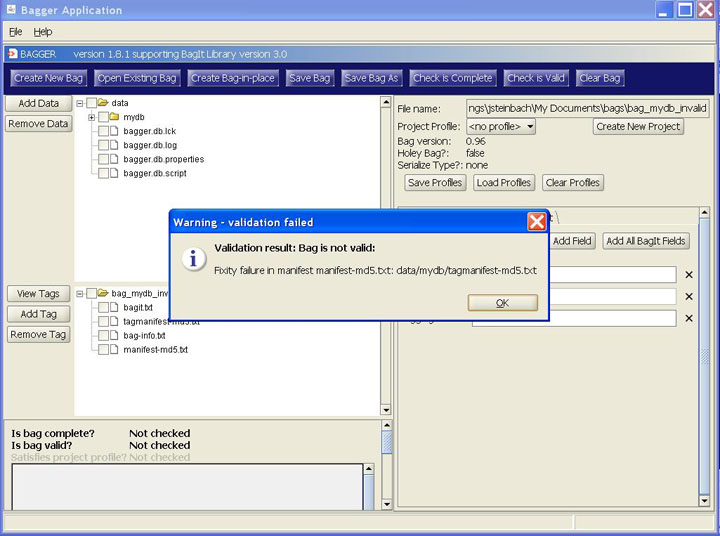 Bagger Application
File Help
BAGGER version 1.8.1 supporting BagIt Library version 3.0
Create New Bag Open Existing Bag Create Bag-in-place Save Bag Save Bag As Check is Complete Check is Valid Clear Bag
Add Data
Remove Data
data
mydb
bagger.db.lck
bagger.db.log
bagger.db.properties
bagger.db.script
File name: ngs\jsteinbach\My Documents\bags\bag_mydb_invalid
Project Profile: <no profile> Create New Project
Bag version: 0.96
Holey Bag?: false
Serialize Type?: none
Save Profiles Load Profiles Clear Profiles
Warning - validation failed
Validation result: Bag is not valid:
Fixity failure in manifest manifest-md5.txt: data/mydb/tagmanifest-md5.txt
OK
Add Field Add All BagIt Fields
View Tags
Add Tag
Remove Tag
bag_mydb_inv
bagit.txt
tagmanifest-md5.txt
bag-info.txt
manifest-md5.txt
Is bag complete? Not checked
Is bag valid? Not checked
Satisfies project profile? Not checked